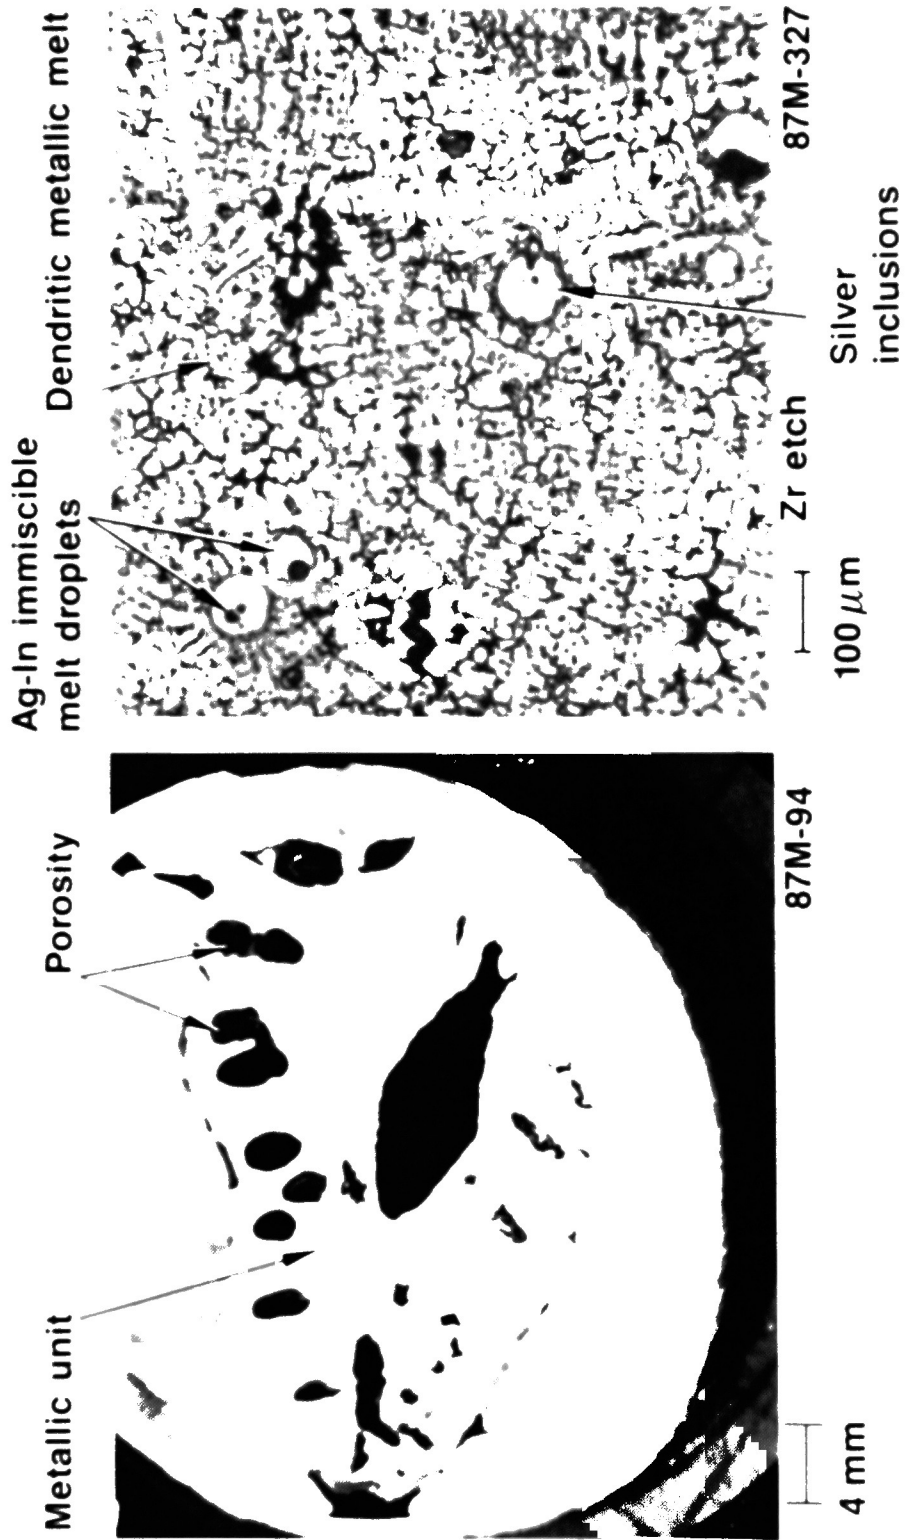 Metallic unit
Porosity
4 mm
87M-94
Ag-In immiscible
melt droplets
Dendritic metallic melt
100 μm
Zr etch
Silver
inclusions
87M-327